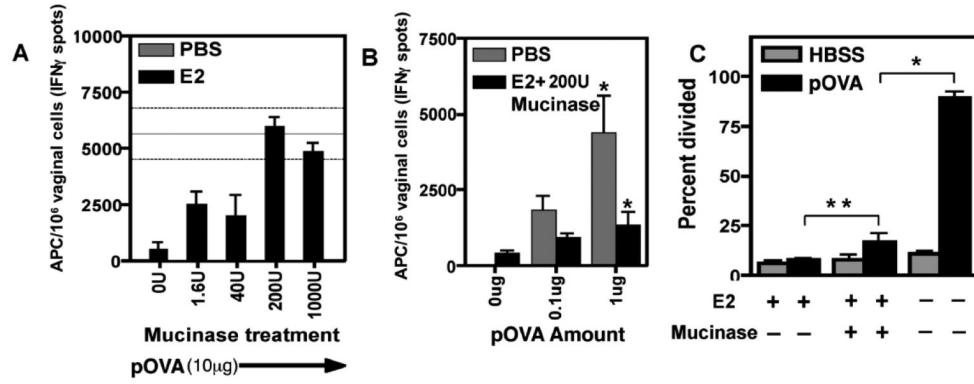 A
APC/10⁶ vaginal cells (IFNγ spots)
10000
7500
5000
2500
0
PBS
E2
0U
1.6U
40U
200U
1000U
Mucinase treatment
pOVA (10µg)
B
APC/10⁶ vaginal cells (IFNγ spots)
7500
5000
2500
0
PBS
E2+ 200U
Mucinase
*
*
0ug
0.1ug
1ug
pOVA Amount
C
Percent divided
100
75
50
25
0
HBSS
pOVA
*
* *
E2 + + + + – –
Mucinase – – + + – –